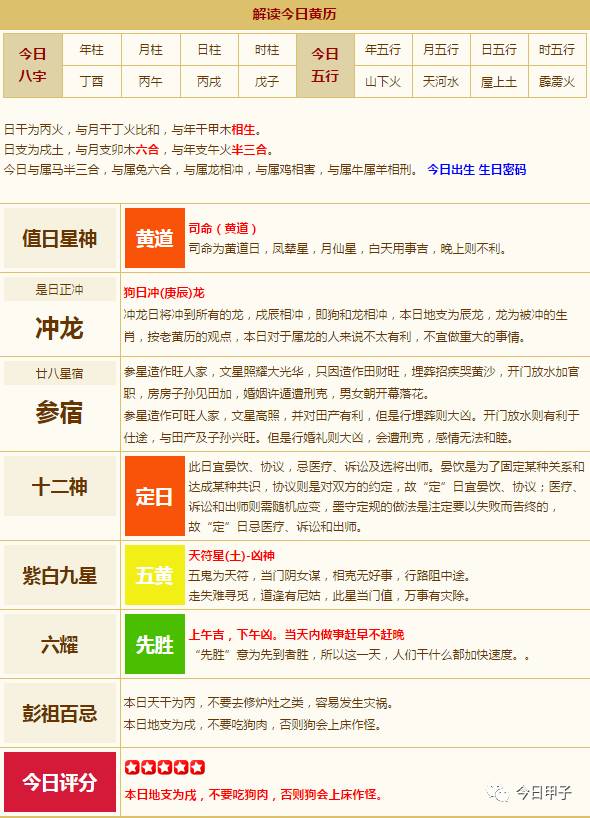 解读今日黄历
今日八字 年柱 月柱 日柱 时柱 今日五行 年五行 月五行 日五行 时五行
丁酉 丙午 丙戌 戊子 山下火 天河水 屋上土 霹雳火
日干为丙火，与月干丁火比和，与年干甲木相生。
日支为戌土，与月支卯木六合，与年支午火半三合。
今日与属马半三合，与属兔六合，与属龙相冲，与属鸡相害，与属牛属羊相刑。 今日出生 生日密码
值日星神
黄道
司命（黄道）
司命为黄道日，凤辇星，月仙星，白天用事吉，晚上则不利。
是日正冲
冲龙
狗日冲(庚辰)龙
冲龙日将冲到所有的龙，戌辰相冲，即狗和龙相冲，本日地支为辰龙，龙为被冲的生
肖，按老黄历的观点，本日对于属龙的人来说不太有利，不宜做重大的事情。
廿八星宿
参宿
参星造作旺人家，文星照耀大光华，只因造作田财旺，埋葬招疾哭黄沙，开门放水加官
职，房房子孙见田加，婚姻许遁遭刑克，男女朝开幕落花。
参星造作可旺人家，文星高照，并对田产有利，但是行埋葬则大凶。开门放水则有利于
仕途，与田产及子孙兴旺。但是行婚礼则大凶，会遭刑克，感情无法和睦。
十二神
定日
此日宜晏饮、协议，忌医疗、诉讼及选将出师。晏饮是为了固定某种关系和
达成某种共识，协议则是对双方的约定，故“定”日宜晏饮、协议；医疗、
诉讼和出师则需随机应变，墨守定规的做法是注定要以失败而告终的，
故“定”日忌医疗、诉讼和出师。
紫白九星
五黄
天符星(土)-凶神
五鬼为天符，当门阴女谋，相克无好事，行路阻中途。
走失难寻觅，道逢有尼姑，此星当门值，万事有灾除。
六耀
先胜
上午吉，下午凶。当天内做事赶早不赶晚
“先胜”意为先到者胜，所以这一天，人们干什么都加快速度。。
彭祖百忌
本日天干为丙，不要去修炉灶之类，容易发生灾祸。
本日地支为戌，不要吃狗肉，否则狗会上床作怪。
今日评分
本日地支为戌，不要吃狗肉，否则狗会上床作怪。
今日甲子